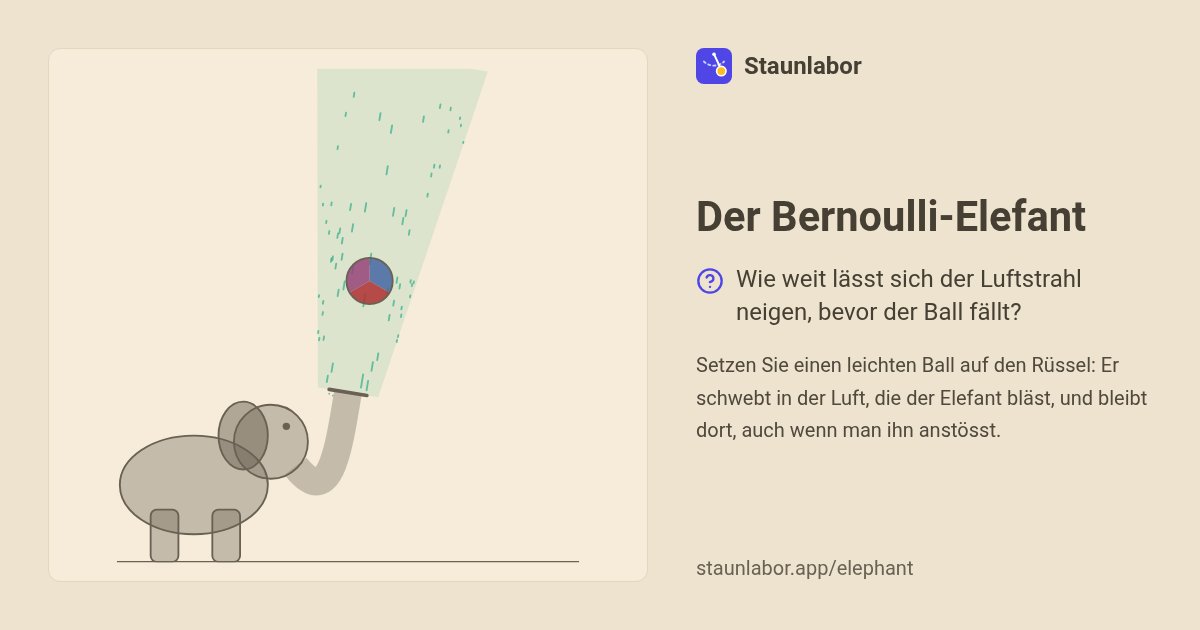 Staunlabor
Der Bernoulli-Elefant
Wie weit lässt sich der Luftstrahl
neigen, bevor der Ball fällt?
Setzen Sie einen leichten Ball auf den Rüssel: Er
schwebt in der Luft, die der Elefant bläst, und bleibt
dort, auch wenn man ihn anstösst.
staunlabor.app/elephant